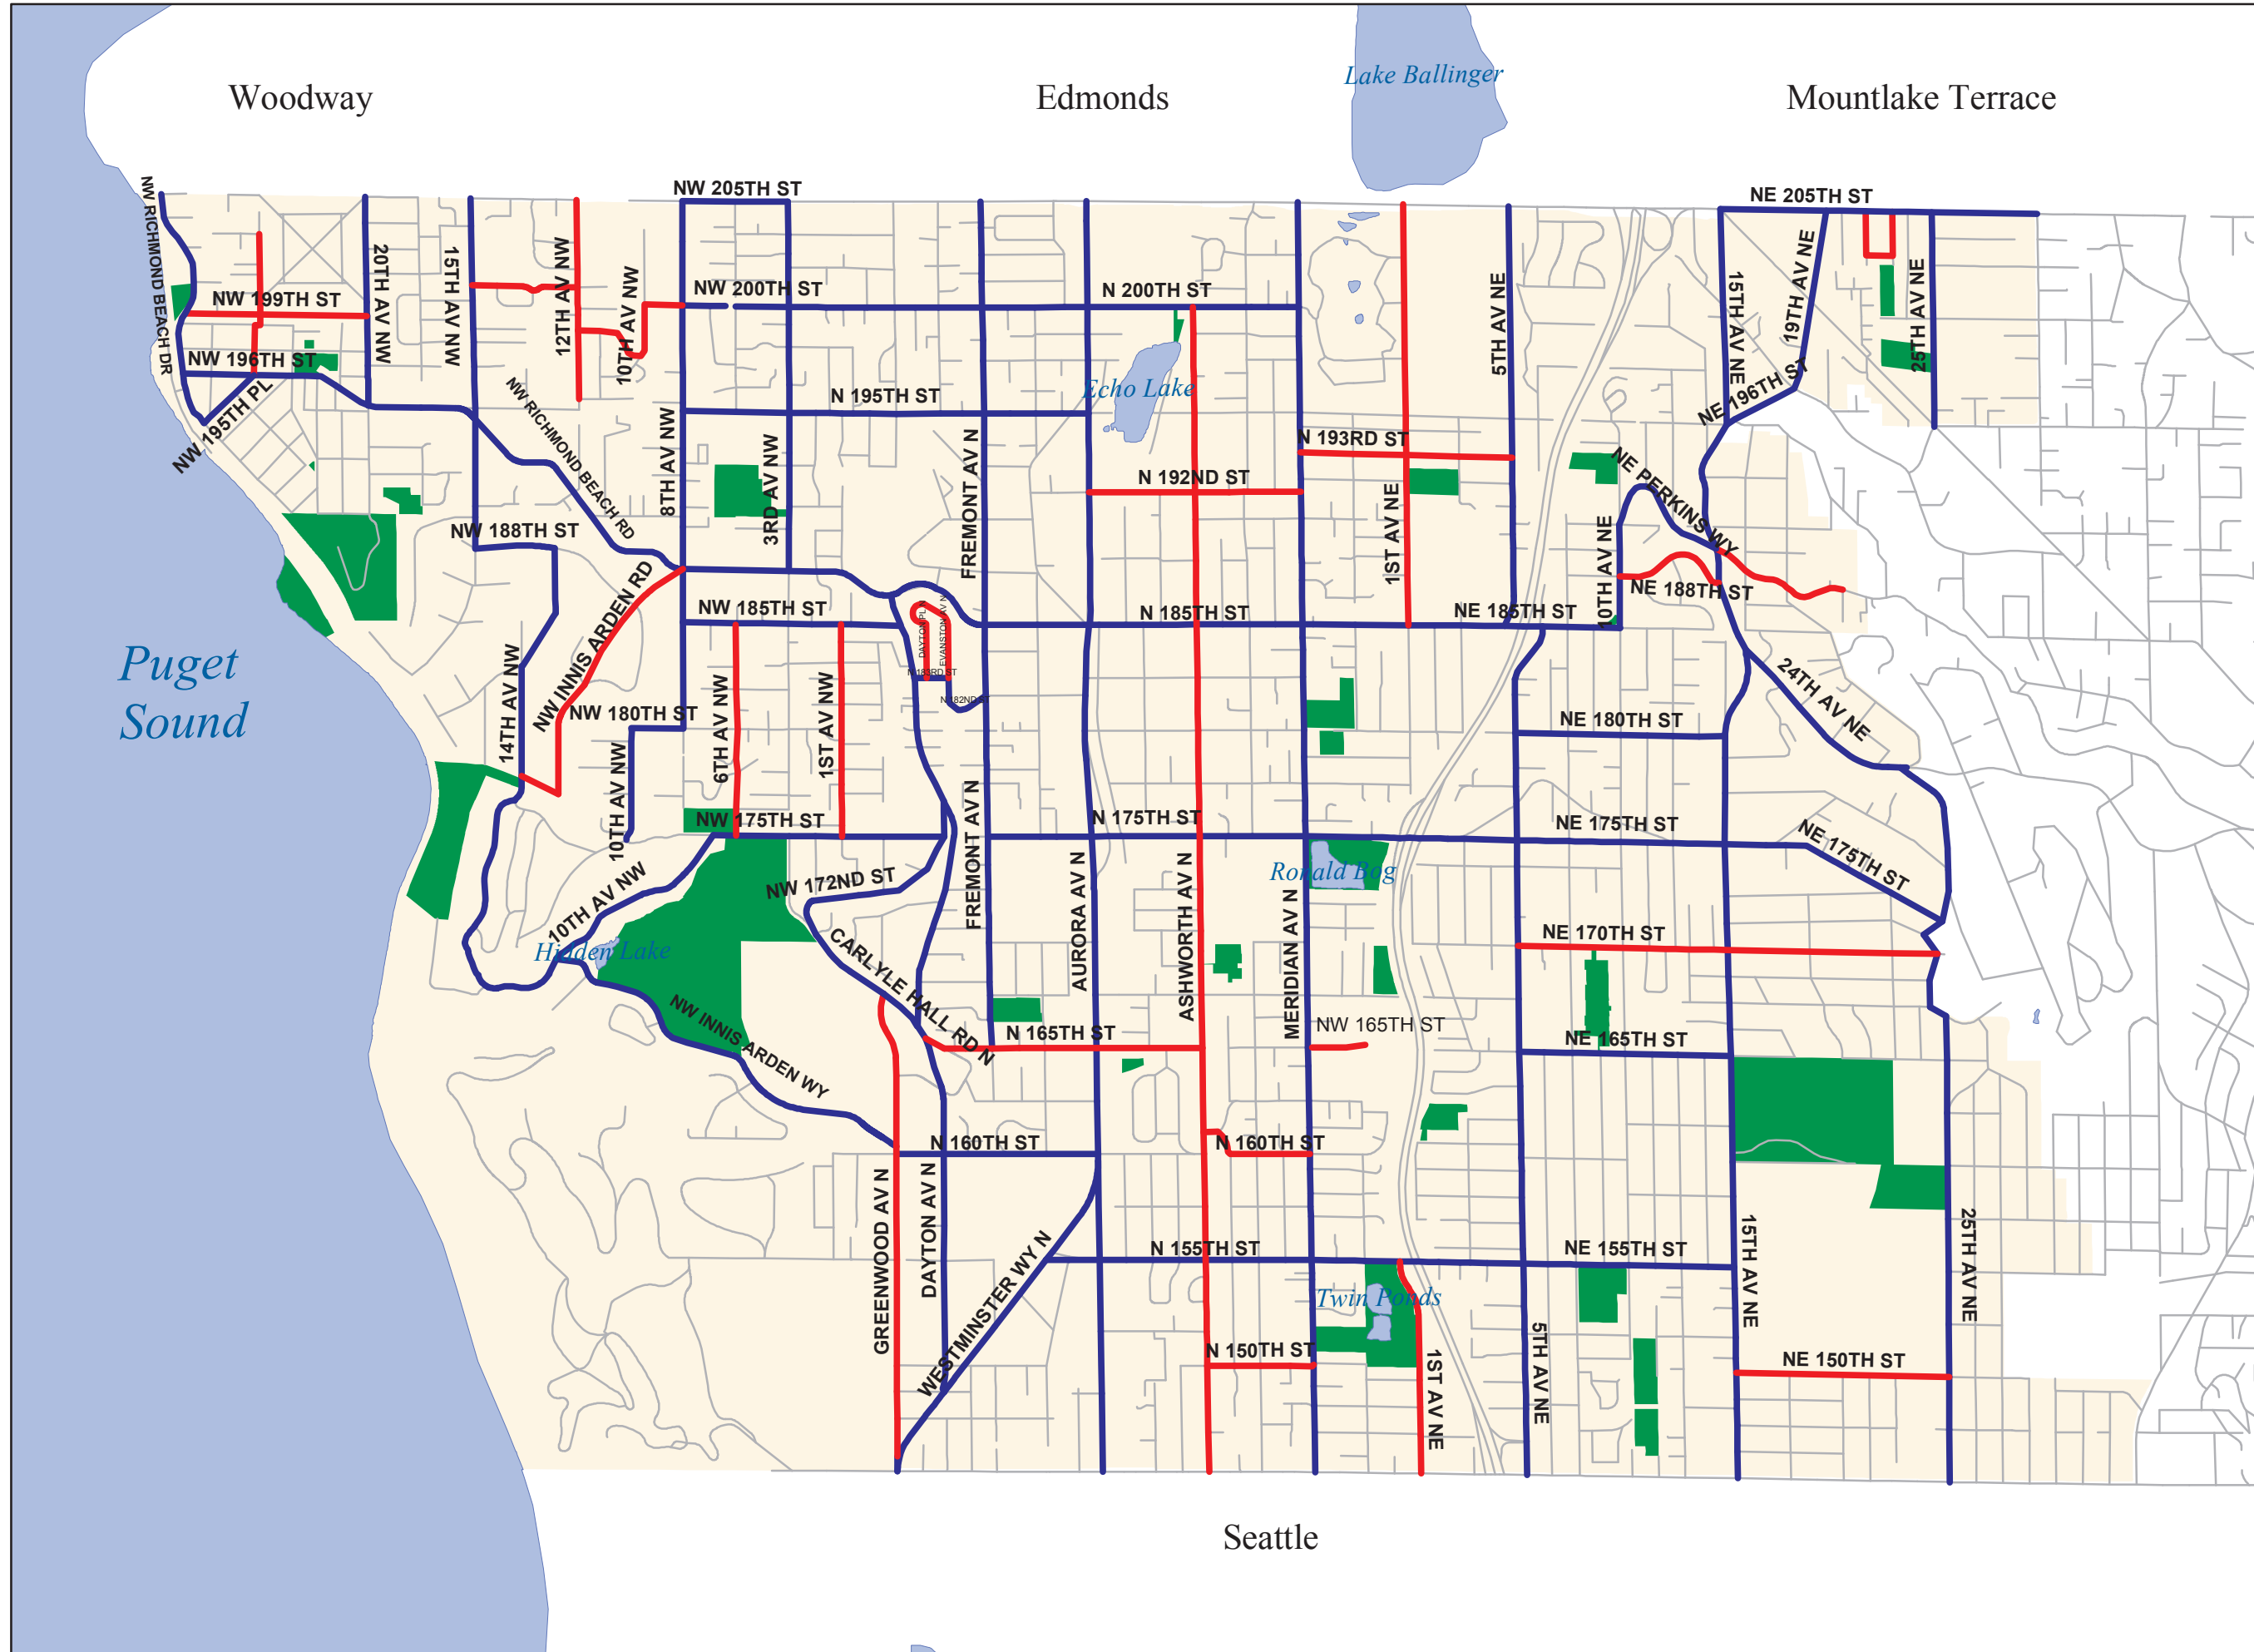 Lake Ballinger
Woodway
Edmonds
Mountlake Terrace
NW 205TH ST
NE 205TH ST
NW RICHMOND BEACH DR
20TH AV NW
15TH AV NW
12TH AV NW
10TH AV NW
NW 200TH ST
N 200TH ST
5TH AV NE
15TH AV NE
19TH AV NE
25TH AV NE
NW 199TH ST
NW 196TH ST
NW 195TH PL
NW RICHMOND BEACH RD
N 195TH ST
Echo Lake
NE 196TH ST
8TH AV NW
3RD AV NW
FREMONT AV N
N 193RD ST
N 192ND ST
1ST AV NE
NE PERKINS WY
NW 188TH ST
10TH AV NE
NE 188TH ST
NW INNIS ARDEN RD
NW 185TH ST
N 185TH ST
NE 185TH ST
DAYTON PL N
EVANSTON AV N
N 183RD ST
N 182ND ST
Puget
Sound
14TH AV NW
NW 180TH ST
6TH AV NW
1ST AV NW
NE 180TH ST
24TH AV NE
10TH AV NW
NW 175TH ST
FREMONT AV N
N 175TH ST
NE 175TH ST
NE 175TH ST
Ronald Bog
NW 172ND ST
10TH AV NW
Hidden Lake
CARLYLE HALL RD N
AURORA AV N
ASHWORTH AV N
MERIDIAN AV N
NE 170TH ST
NW INNIS ARDEN WY
N 165TH ST
NW 165TH ST
NE 165TH ST
N 160TH ST
N 160TH ST
GREENWOOD AV N
DAYTON AV N
WESTMINSTER WY N
N 155TH ST
NE 155TH ST
15TH AV NE
25TH AV NE
Twin Ponds
N 150TH ST
1ST AV NE
5TH AV NE
NE 150TH ST
Seattle